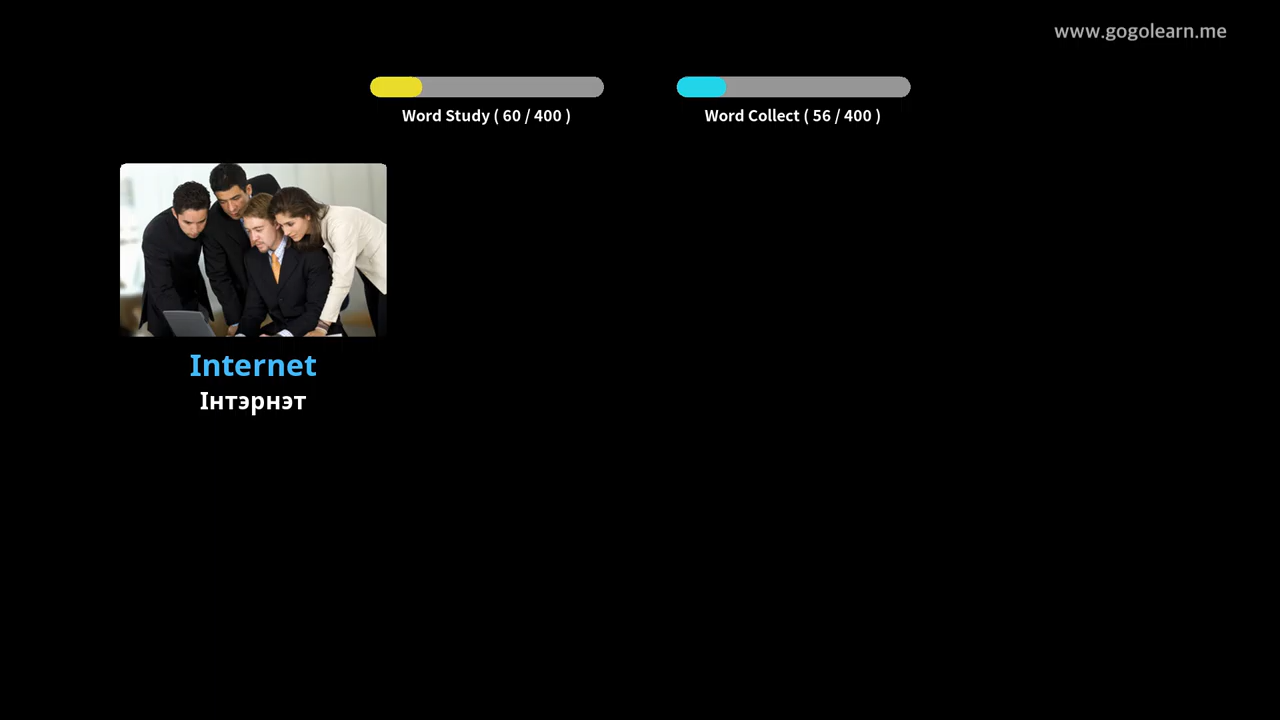 www.gogolearn.me
Word Study ( 60 / 400 )
Word Collect ( 56 / 400 )
Internet
Інтэрнэт